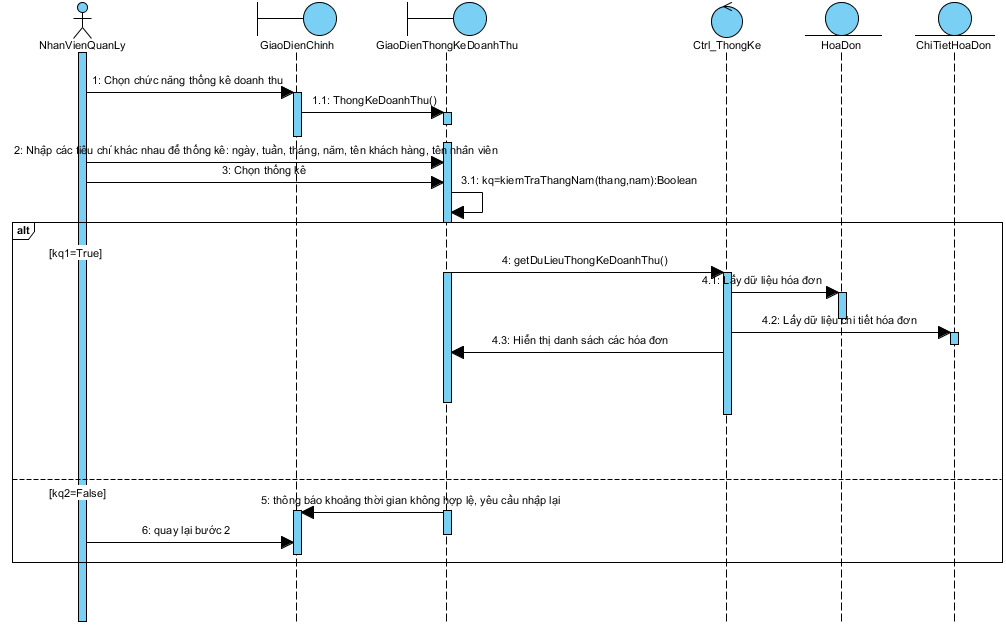 NhanVienQuanLy
GiaoDienChinh
GiaoDienThongKeDoanhThu
Ctrl_ThongKe
HoaDon
ChiTietHoaDon
1: Chọn chức năng thống kê doanh thu
1.1: ThongKeDoanhThu()
2: Nhập các tiêu chí khác nhau để thống kê: ngày, tuần, tháng, năm, tên khách hàng, tên nhân viên
3: Chọn thống kê
3.1: kq=kiemTraThangNam(thang,nam):Boolean
alt
[kq1=True]
4: getDuLieuThongKeDoanhThu()
4.1: Lấy dữ liệu hóa đơn
4.2: Lấy dữ liệu chi tiết hóa đơn
4.3: Hiển thị danh sách các hóa đơn
[kq2=False]
5: thông báo khoảng thời gian không hợp lệ, yêu cầu nhập lại
6: quay lại bước 2